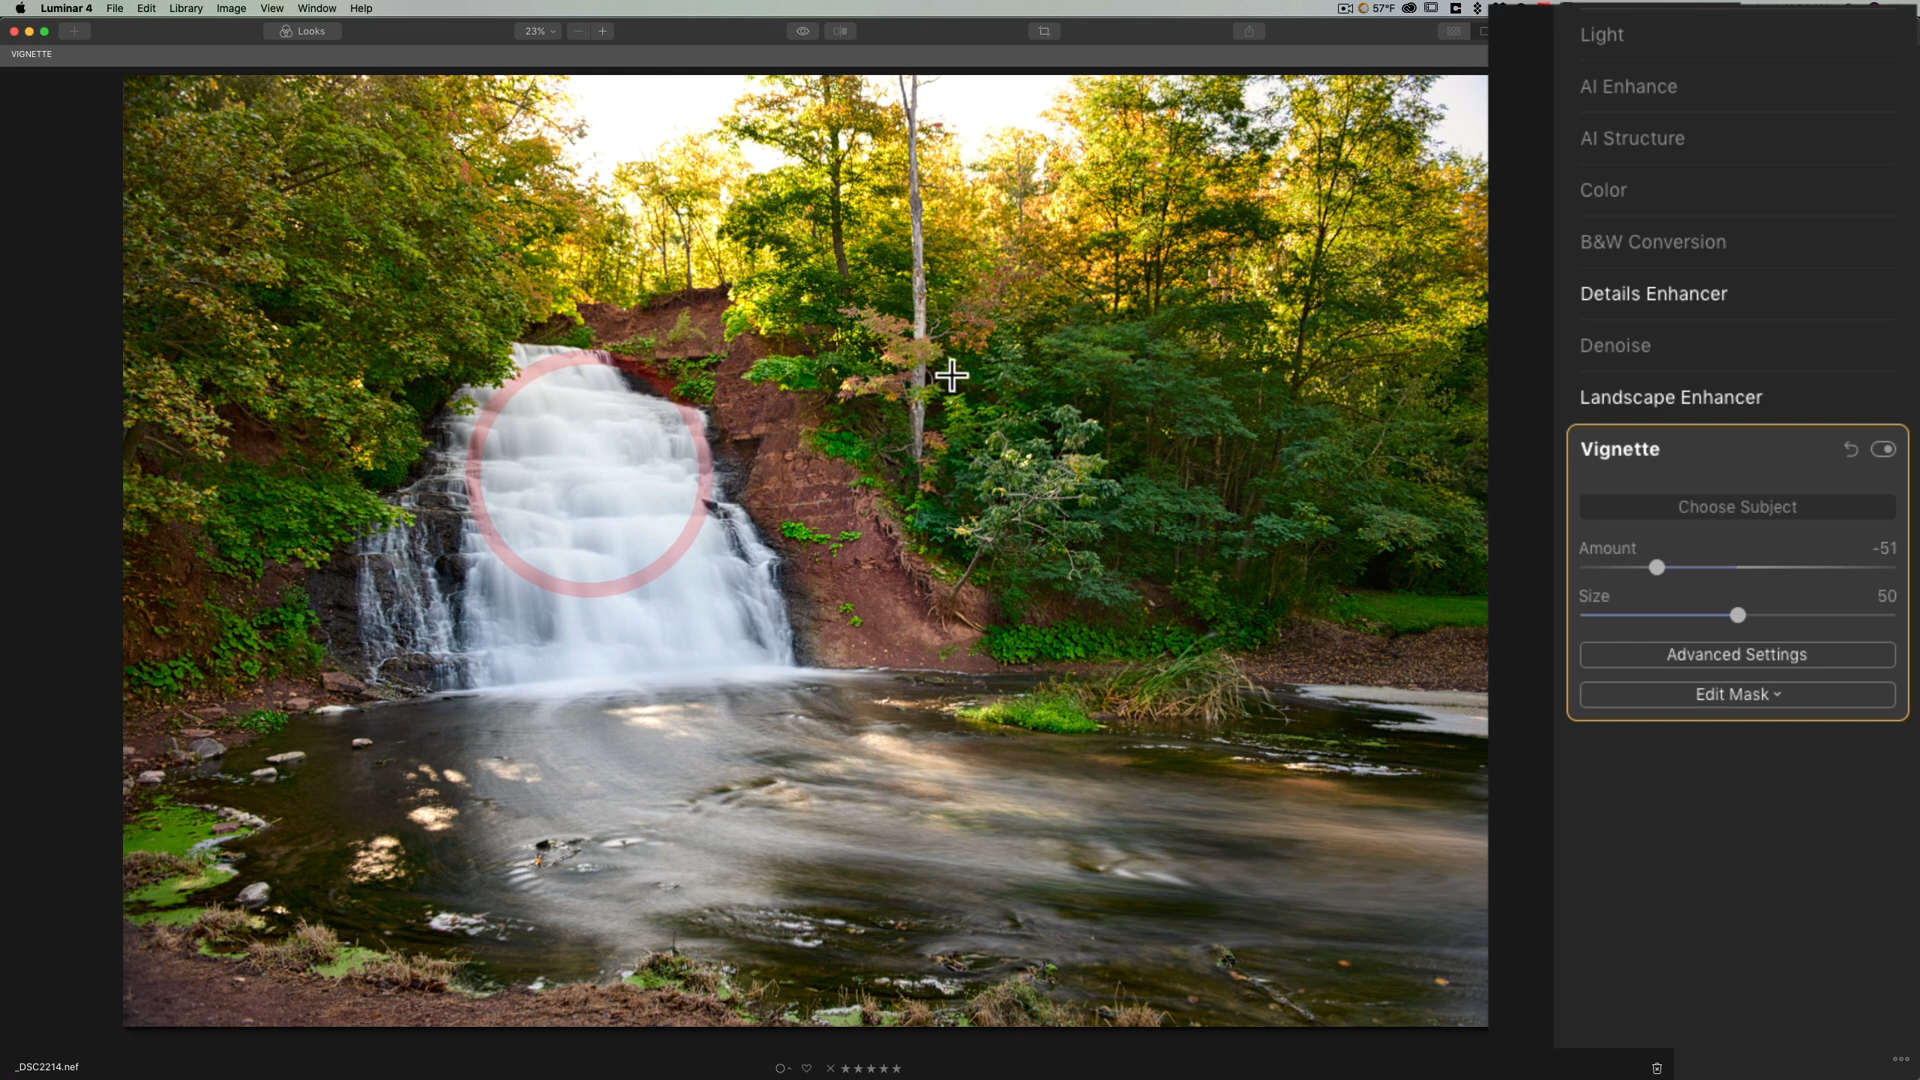 Luminar 4 File Edit Library Image View Window Help
57°F
Looks
23%
VIGNETTE
Light
AI Enhance
AI Structure
Color
B&W Conversion
Details Enhancer
Denoise
Landscape Enhancer
Vignette
Choose Subject
Amount -51
Size 50
Advanced Settings
Edit Mask
_DSC2214.nef